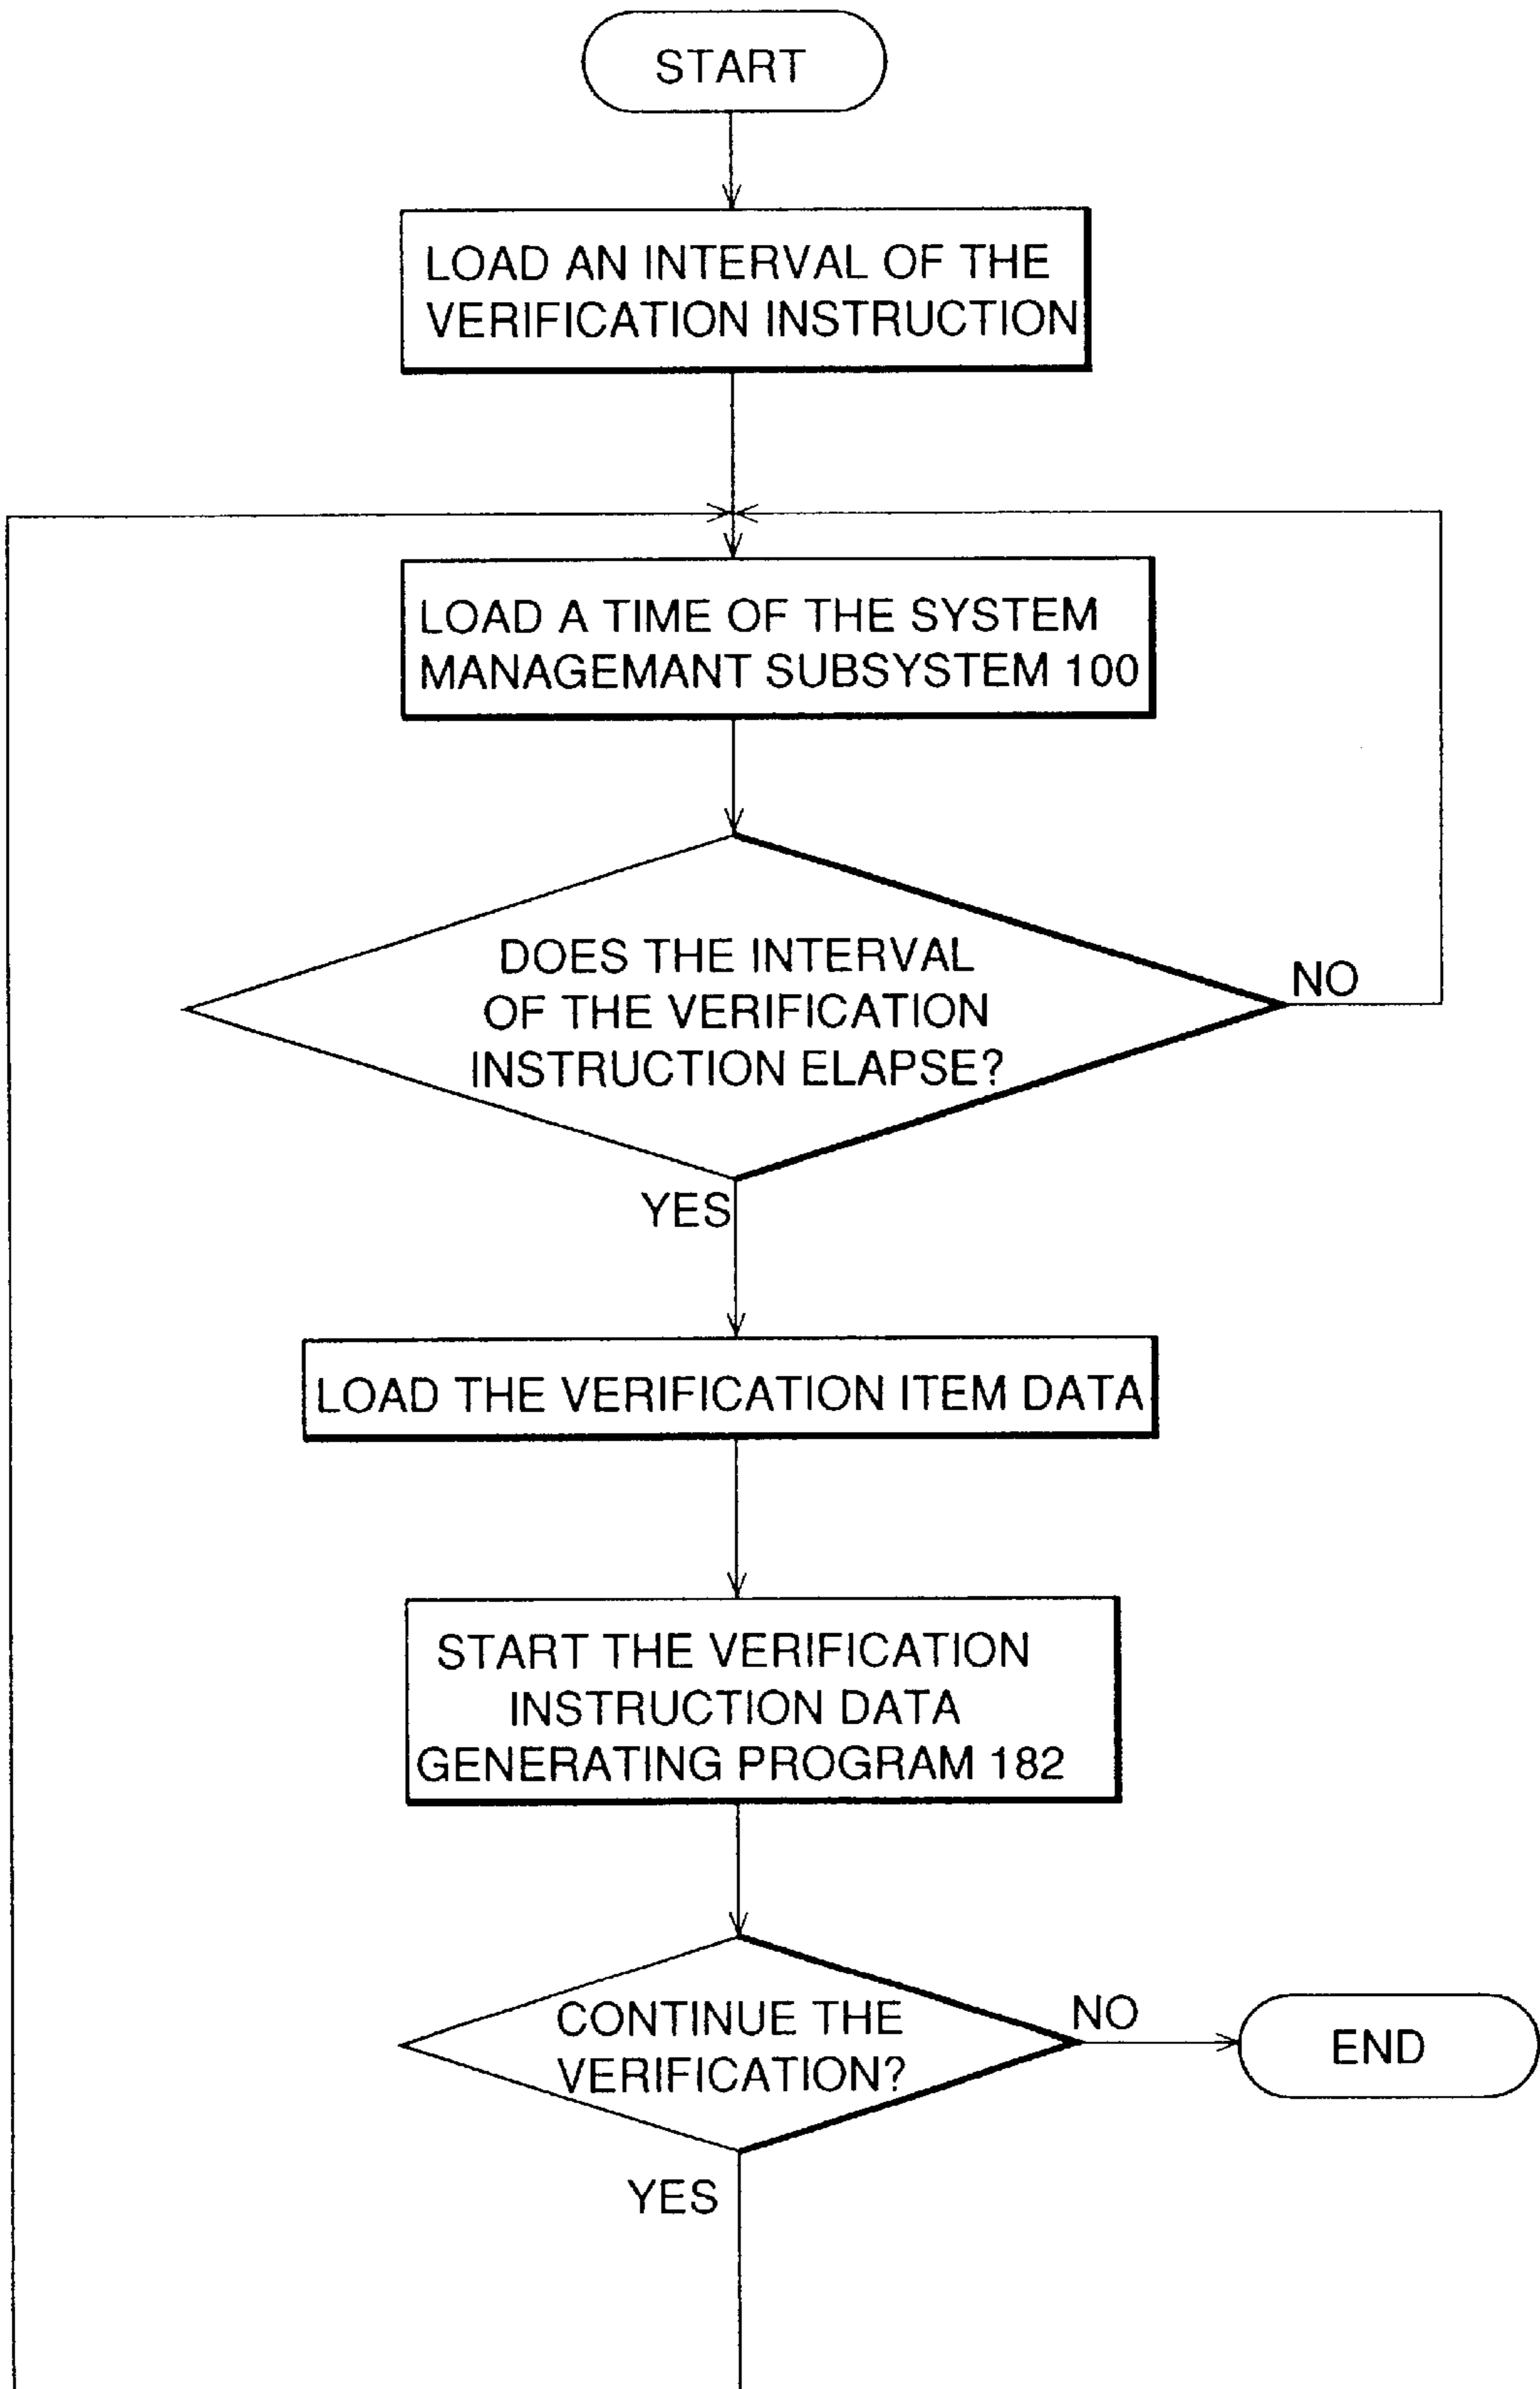 START
LOAD AN INTERVAL OF THE
VERIFICATION INSTRUCTION
LOAD A TIME OF THE SYSTEM
MANAGEMANT SUBSYSTEM 100
DOES THE INTERVAL
OF THE VERIFICATION
INSTRUCTION ELAPSE?
NO
YES
LOAD THE VERIFICATION ITEM DATA
START THE VERIFICATION
INSTRUCTION DATA
GENERATING PROGRAM 182
CONTINUE THE
VERIFICATION?
NO
END
YES